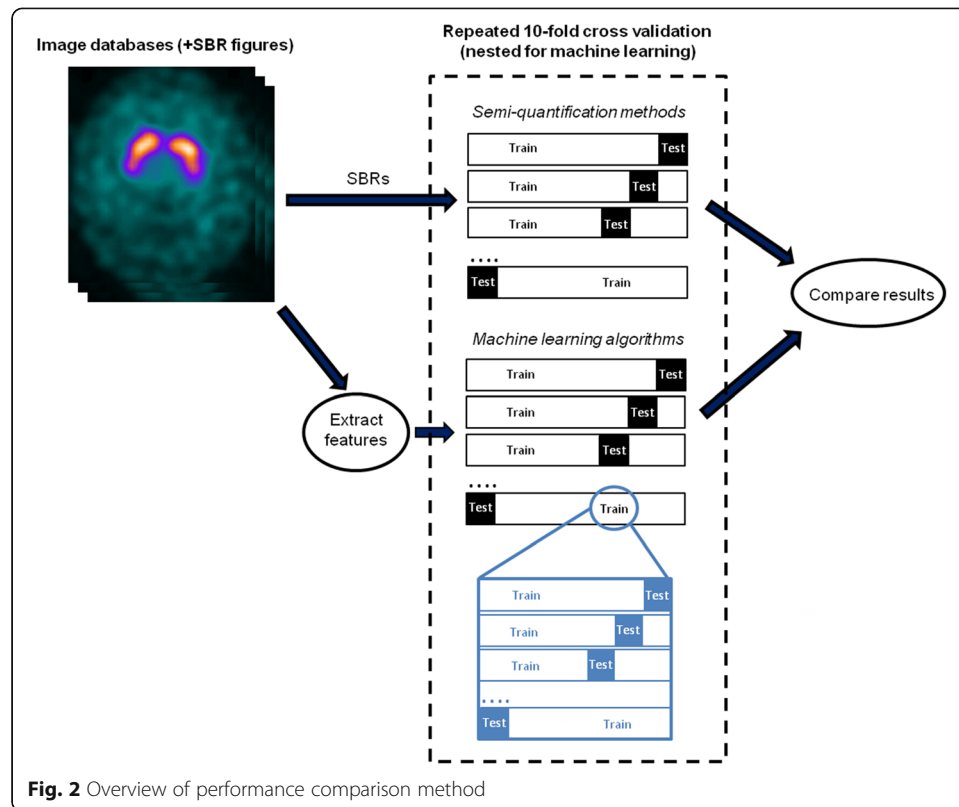 Image databases (+SBR figures)
Repeated 10-fold cross validation
(nested for machine learning)
Semi-quantification methods
Train Test
Train Test
Train Test
....
Test Train
SBRs
Compare results
Machine learning algorithms
Train Test
Train Test
Train Test
....
Test Train
Extract
features
Train Test
Train Test
Train Test
....
Test Train
Fig. 2 Overview of performance comparison method